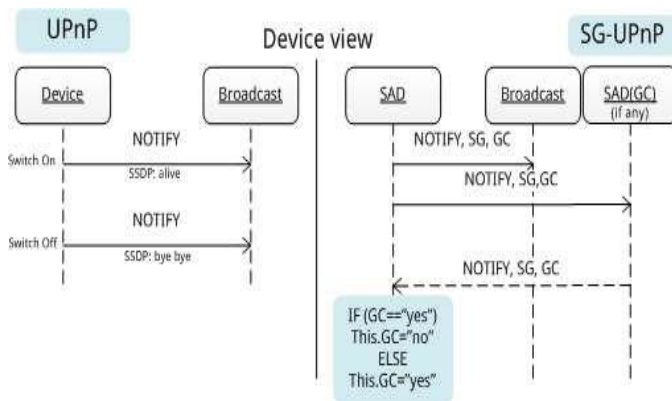 UPnP
Device view
SG-UPnP
Device
Broadcast
SAD
Broadcast
SAD(GC)
(if any)
NOTIFY
Switch On
SSDP: alive
NOTIFY
Switch Off
SSDP: bye bye
NOTIFY, SG, GC
NOTIFY, SG,GC
NOTIFY, SG, GC
IF (GC=="yes")
This.GC="no"
ELSE
This.GC="yes"